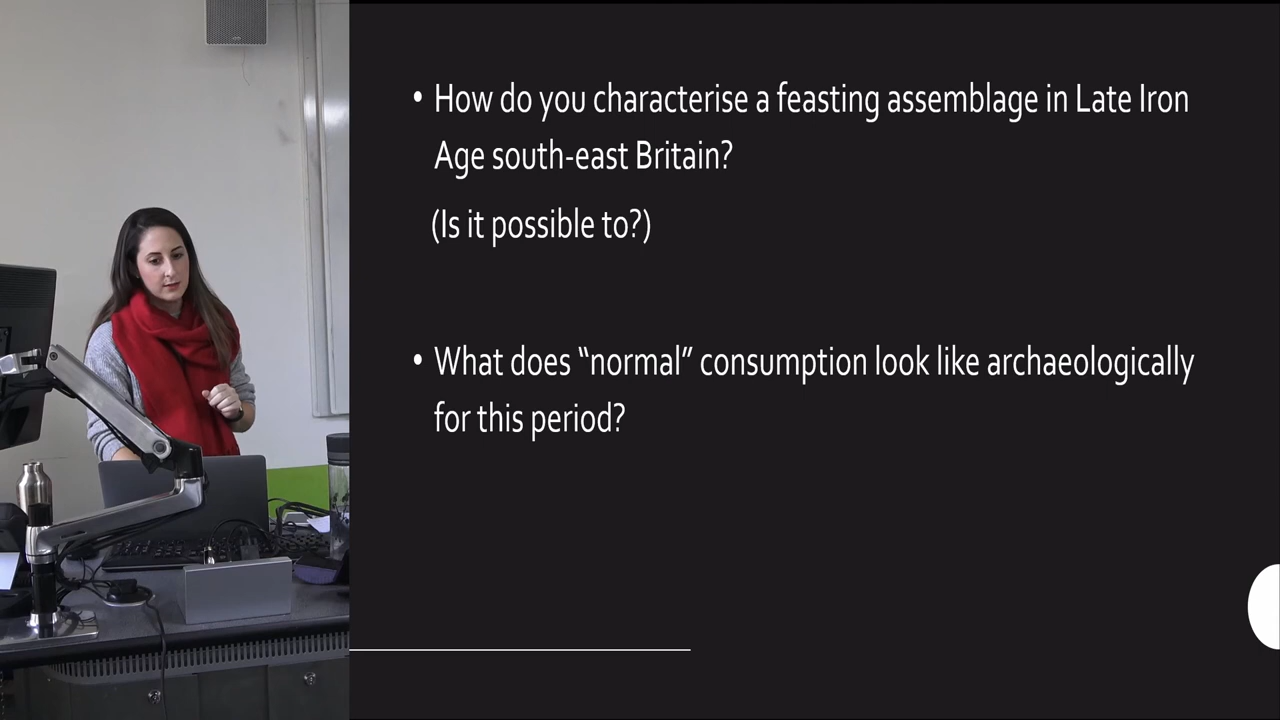 • How do you characterise a feasting assemblage in Late Iron
Age south-east Britain?
(Is it possible to?)
• What does “normal” consumption look like archaeologically
for this period?